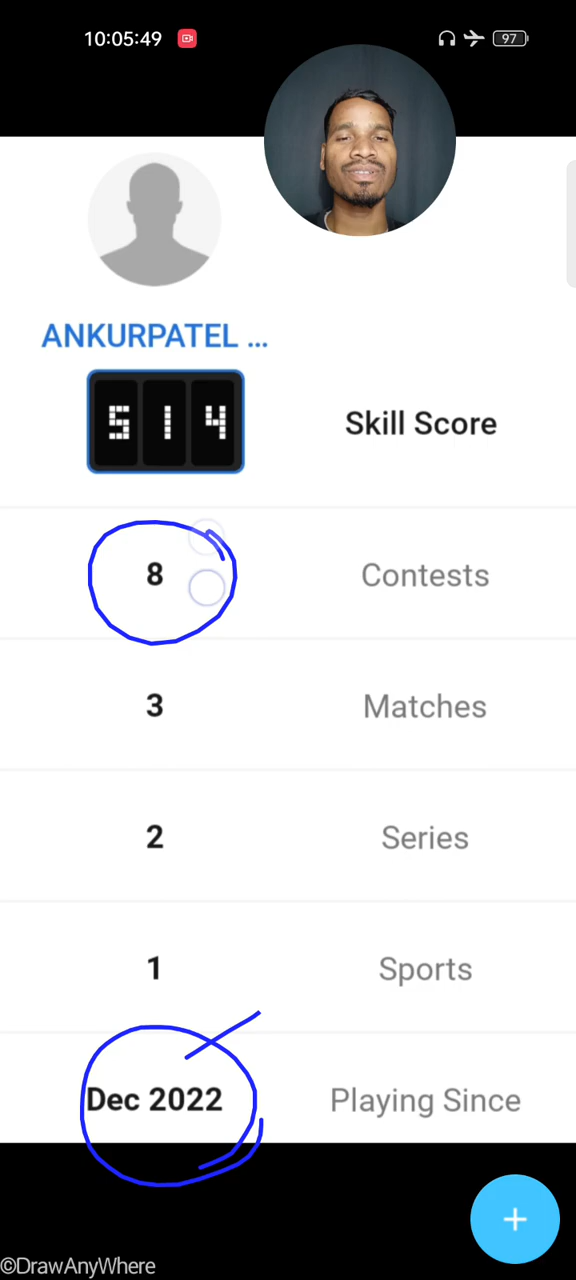 10:05:49 97
ANKURPATEL ...
514 Skill Score
8 Contests
3 Matches
2 Series
1 Sports
Dec 2022 Playing Since
+
©DrawAnyWhere